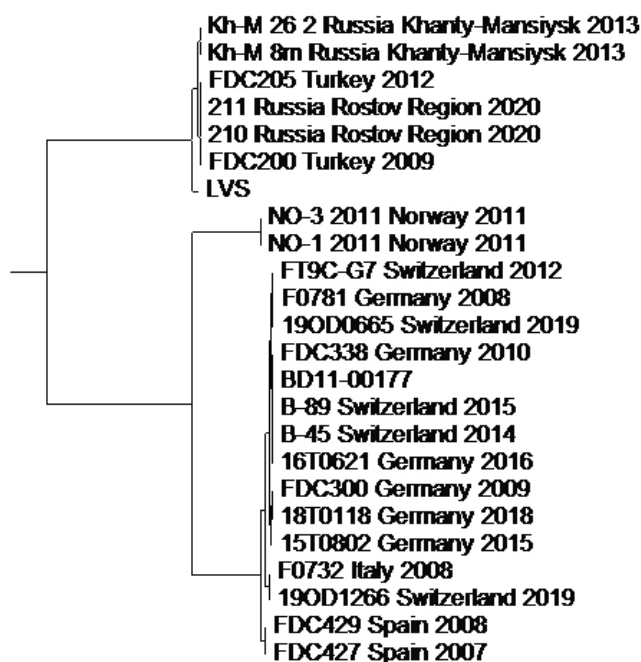 Kh-M 26 2 Russia Khanty-Mansiysk 2013
Kh-M 8m Russia Khanty-Mansiysk 2013
FDC205 Turkey 2012
211 Russia Rostov Region 2020
210 Russia Rostov Region 2020
FDC200 Turkey 2009
LVS
NO-3 2011 Norway 2011
NO-1 2011 Norway 2011
FT9C-G7 Switzerland 2012
F0781 Germany 2008
19OD0665 Switzerland 2019
FDC338 Germany 2010
BD11-00177
B-89 Switzerland 2015
B-45 Switzerland 2014
16T0621 Germany 2016
FDC300 Germany 2009
18T0118 Germany 2018
15T0802 Germany 2015
F0732 Italy 2008
19OD1266 Switzerland 2019
FDC429 Spain 2008
FDC427 Spain 2007